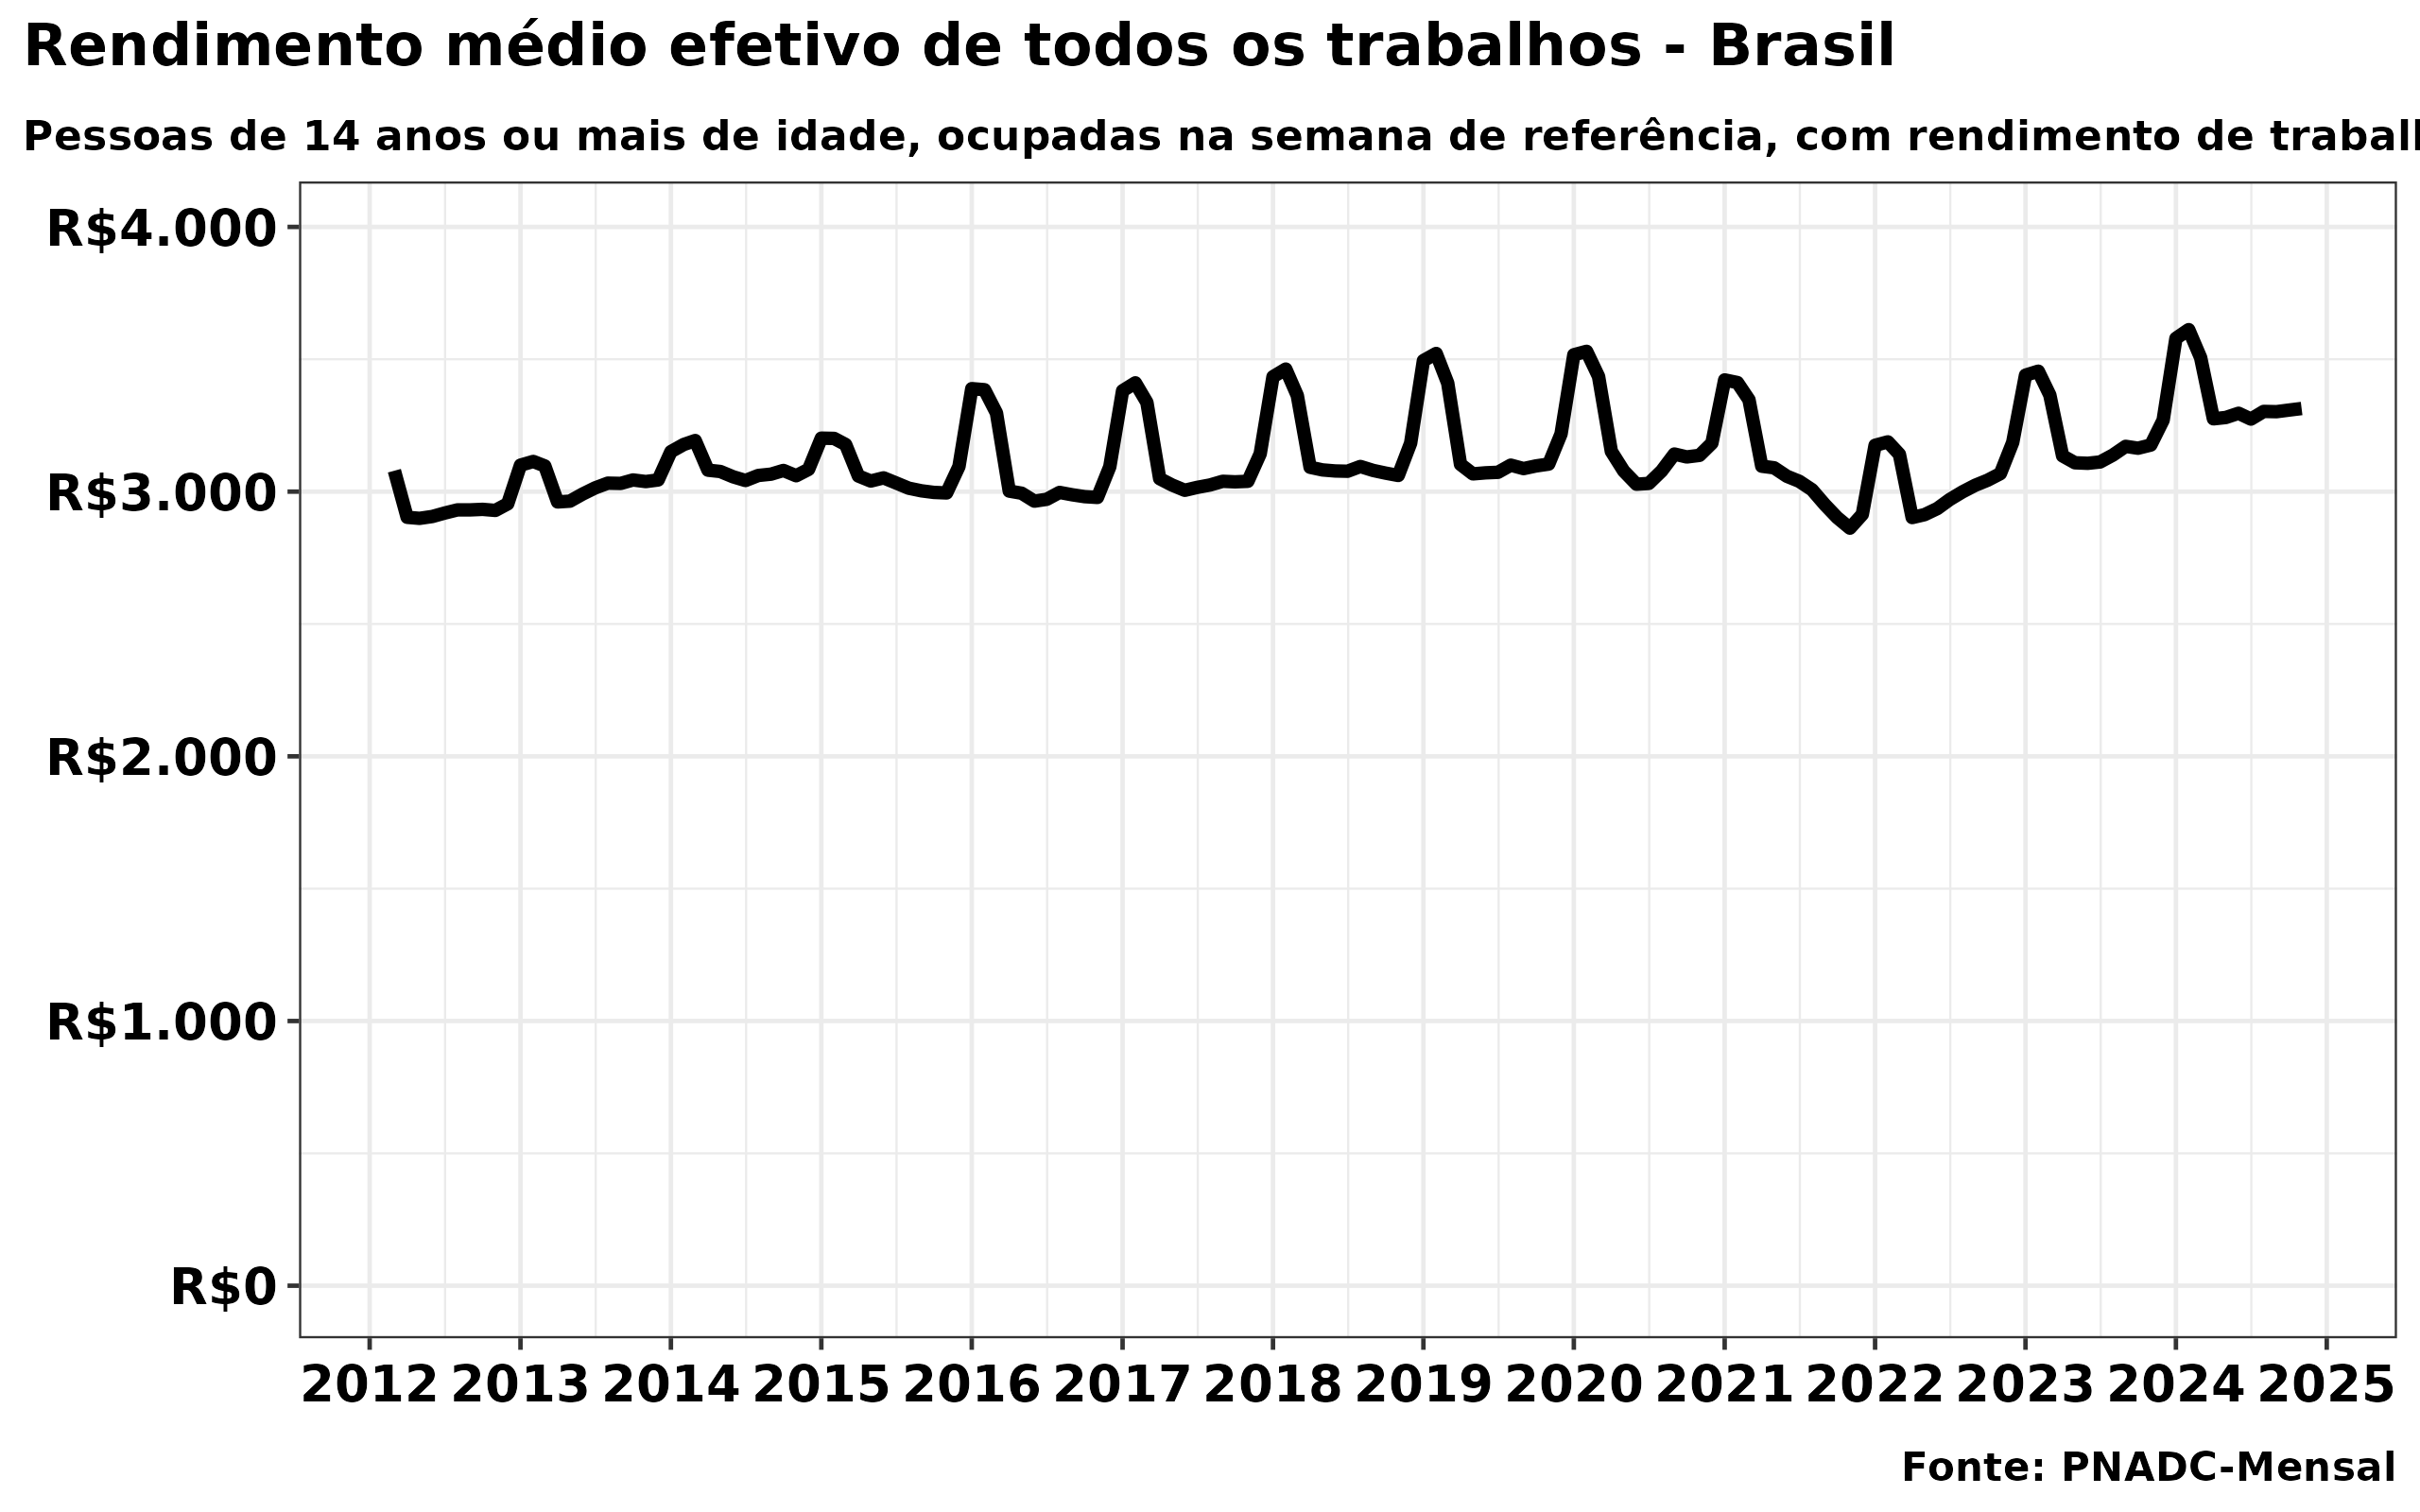 Rendimento médio efetivo de todos os trabalhos - Brasil
Pessoas de 14 anos ou mais de idade, ocupadas na semana de referência, com rendimento de
R$4.000
R$3.000
R$2.000
R$1.000
R$0
2012 2013 2014 2015 2016 2017 2018 2019 2020 2021 2022 2023 2024 2025
Fonte: PNADC-Mensal